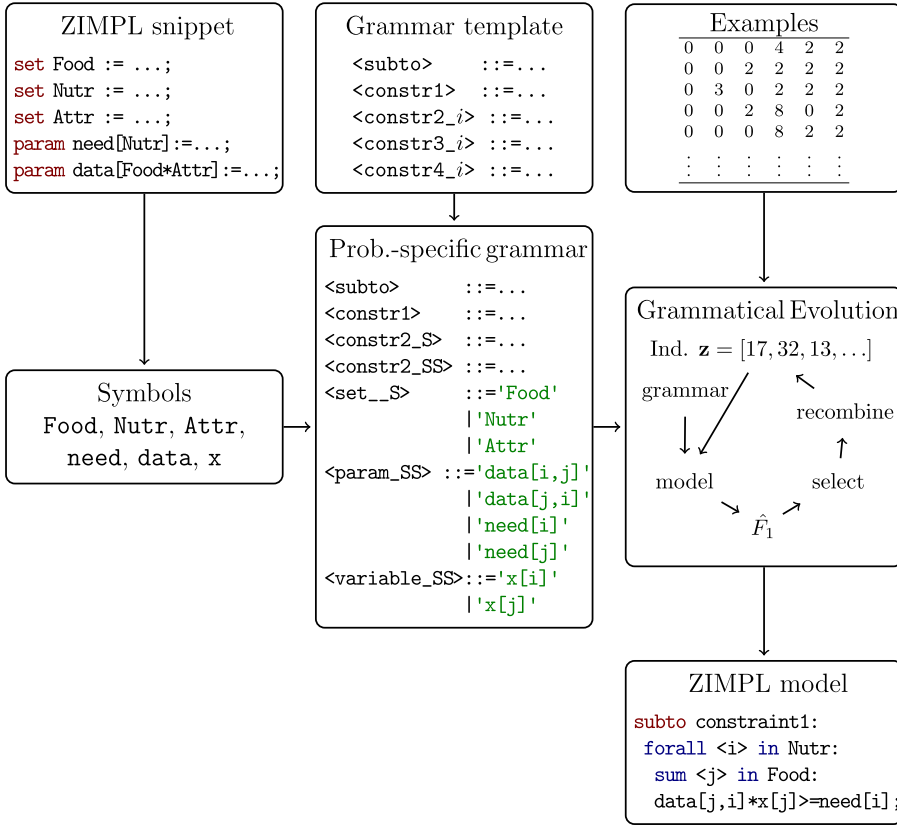 ZIMPL snippet
set Food := ...;
set Nutr := ...;
set Attr := ...;
param need[Nutr]:=...;
param data[Food*Attr]:=...;
Grammar template
<subto> ::=...
<constr1> ::=...
<constr2_i> ::=...
<constr3_i> ::=...
<constr4_i> ::=...
Examples
0 0 0 4 2 2
0 0 2 2 2 2
0 3 0 2 2 2
0 0 2 8 0 2
0 0 0 8 2 2
⋮ ⋮ ⋮ ⋮ ⋮ ⋮
Symbols
Food, Nutr, Attr,
need, data, x
Prob.-specific grammar
<subto> ::=...
<constr1> ::=...
<constr2_S> ::=...
<constr2_SS> ::=...
<set__S> ::='Food'
|'Nutr'
|'Attr'
<param_SS> ::='data[i,j]'
|'data[j,i]'
|'need[i]'
|'need[j]'
<variable_SS>::='x[i]'
|'x[j]'
Grammatical Evolution
Ind. z = [17, 32, 13, . . .]
grammar
recombine
model
select
F̂₁
ZIMPL model
subto constraint1:
forall <i> in Nutr:
sum <j> in Food:
data[j,i]*x[j]>=need[i];